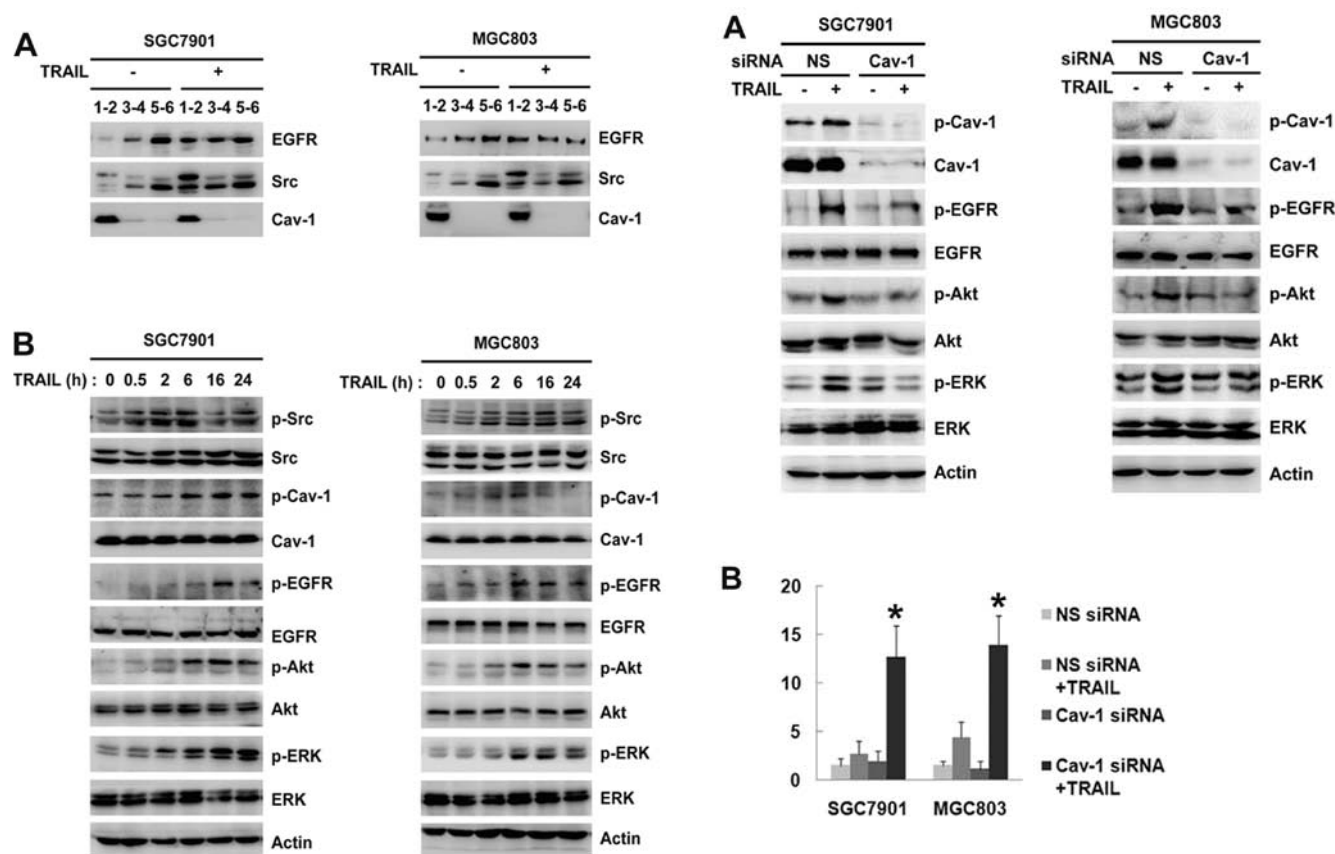 A
SGC7901
TRAIL - +
1-2 3-4 5-6 1-2 3-4 5-6
EGFR
Src
Cav-1
MGC803
+
-
1-2 3-4 5-6 1-2 3-4 5-6
EGFR
Src
Cav-1
B
SGC7901
TRAIL (h) : 0 0.5 2 6 16 24
p-Src
Src
p-Cav-1
Cav-1
p-EGFR
EGFR
p-Akt
Akt
p-ERK
ERK
Actin
MGC803
TRAIL (h) : 0 0.5 2 6 16 24
p-Src
Src
p-Cav-1
Cav-1
p-EGFR
EGFR
p-Akt
Akt
p-ERK
ERK
Actin
A
SGC7901
siRNA NS Cav-1
TRAIL - + - +
p-Cav-1
Cav-1
p-EGFR
EGFR
p-Akt
Akt
p-ERK
ERK
Actin
MGC803
siRNA NS Cav-1
TRAIL - + - +
p-Cav-1
Cav-1
p-EGFR
EGFR
p-Akt
Akt
p-ERK
ERK
Actin
B
20
15
10
5
0
* *
SGC7901 MGC803
NS siRNA
NS siRNA
+TRAIL
Cav-1 siRNA
Cav-1 siRNA
+TRAIL